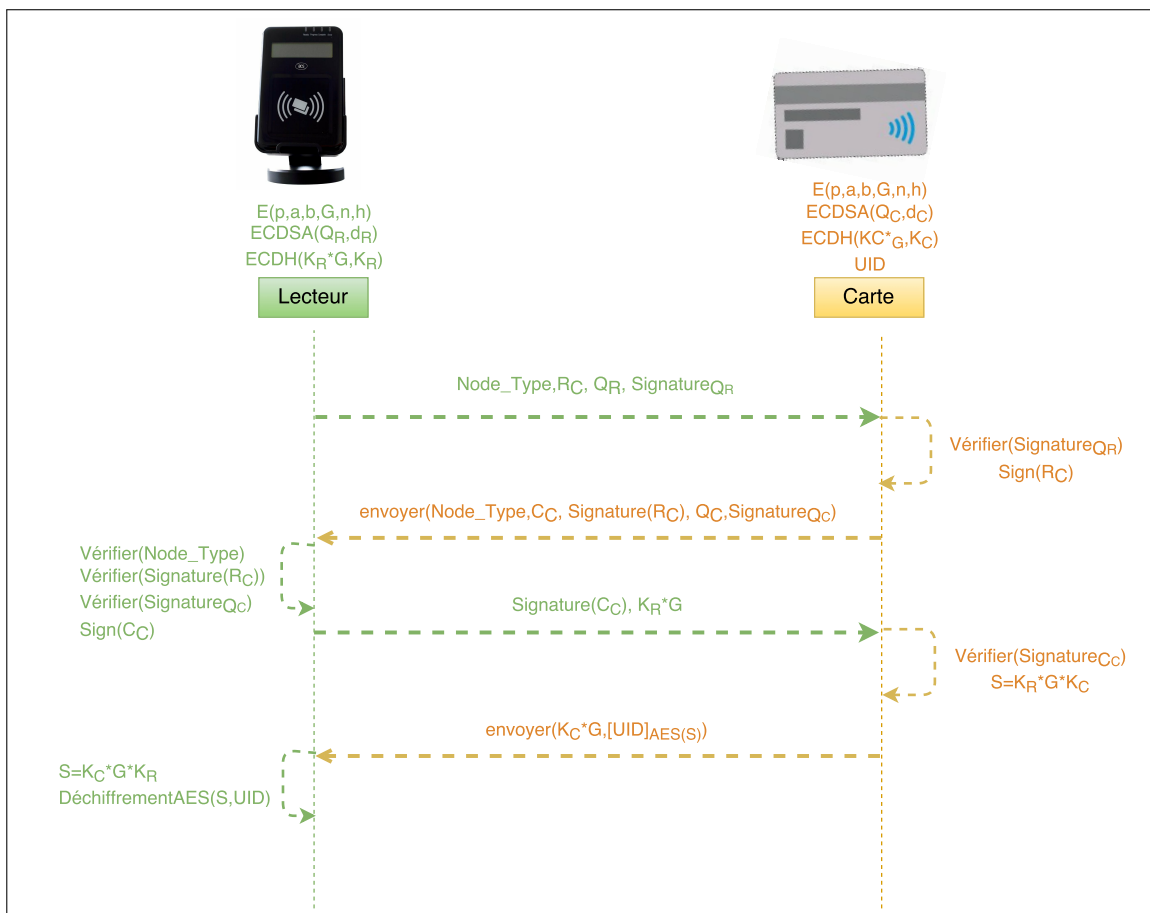 E(p,a,b,G,n,h)
ECDSA(QR,dR)
ECDH(KR*G,KR)
Lecteur
E(p,a,b,G,n,h)
ECDSA(QC,dC)
ECDH(KC*G,KC)
UID
Carte
Node_Type,RC, QR, SignatureQR
Vérifier(SignatureQR)
Sign(RC)
envoyer(Node_Type,CC, Signature(RC), QC,SignatureQC)
Vérifier(Node_Type)
Vérifier(Signature(RC))
Vérifier(SignatureQC)
Sign(CC)
Signature(CC), KR*G
Vérifier(SignatureCC)
S=KR*G*KC
envoyer(KC*G,[UID]AES(S))
S=KC*G*KR
DéchiffrementAES(S,UID)